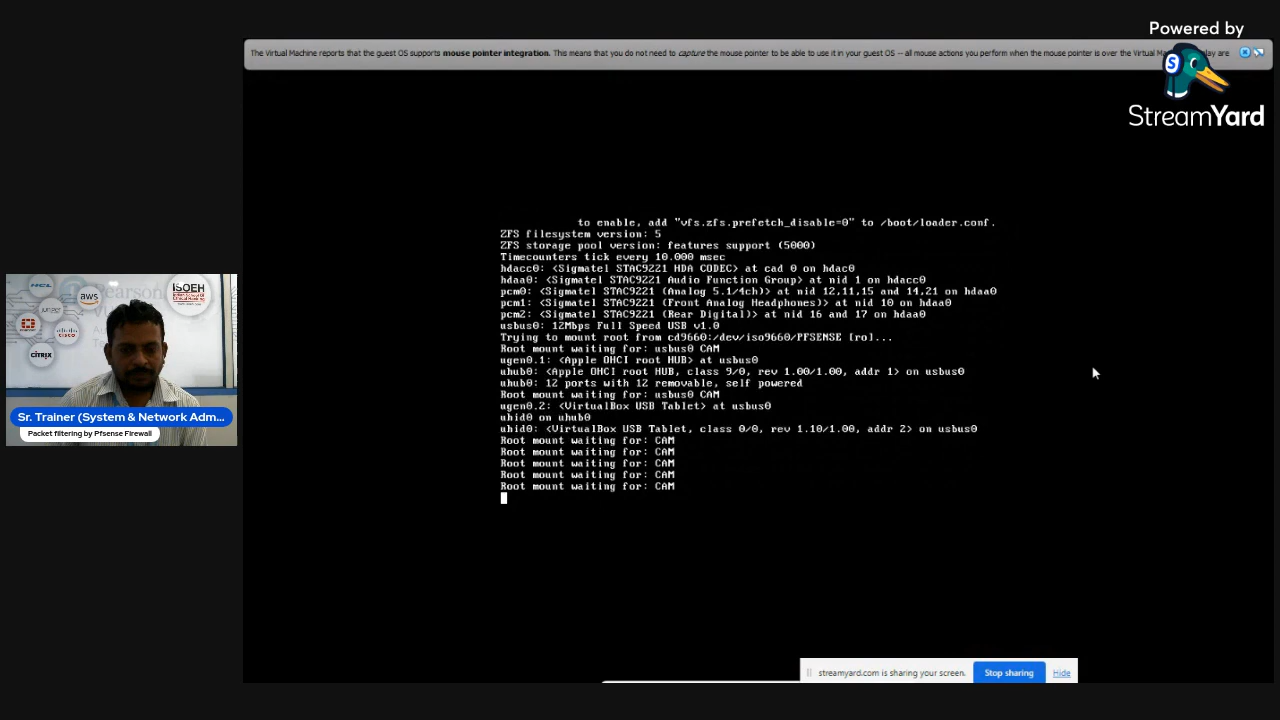 Powered by
StreamYard
The Virtual Machine reports that the guest OS supports mouse pointer integration. This means that you do not need to capture the mouse pointer to be able to use it in your guest OS -- all mouse actions you perform when the mouse pointer is over the Virtual play are
to enable, add "vfs.zfs.prefetch_disable=0" to /boot/loader.conf.
ZFS filesystem version: 5
ZFS storage pool version: features support (5000)
Timecounters tick every 10.000 msec
hdacc0: <Sigmatel STAC9221 HDA CODEC> at cad 0 on hdac0
hdaa0: <Sigmatel STAC9221 Audio Function Group> at nid 1 on hdacc0
pcm0: <Sigmatel STAC9221 (Analog 5.1/4ch)> at nid 12,11,15 and 14,21 on hdaa0
pcm1: <Sigmatel STAC9221 (Front Analog Headphones)> at nid 10 on hdaa0
pcm2: <Sigmatel STAC9221 (Rear Digital)> at nid 16 and 17 on hdaa0
usbus0: 12Mbps Full Speed USB v1.0
Trying to mount root from cd9660:/dev/iso9660/PFSENSE [ro]...
Root mount waiting for: usbus0 CAM
ugen0.1: <Apple OHCI root HUB> at usbus0
uhub0: <Apple OHCI root HUB, class 9/0, rev 1.00/1.00, addr 1> on usbus0
uhub0: 12 ports with 12 removable, self powered
Root mount waiting for: usbus0 CAM
ugen0.2: <VirtualBox USB Tablet> at usbus0
uhid0 on uhub0
uhid0: <VirtualBox USB Tablet, class 0/0, rev 1.10/1.00, addr 2> on usbus0
Root mount waiting for: CAM
Root mount waiting for: CAM
Root mount waiting for: CAM
Root mount waiting for: CAM
Root mount waiting for: CAM
HCL
aws
Pearson
ISOEH
CISCO
CITRIX
Sr. Trainer (System & Network Adm...
Packet filtering by Pfsense Firewall
streamyard.com is sharing your screen.
Stop sharing
Hide